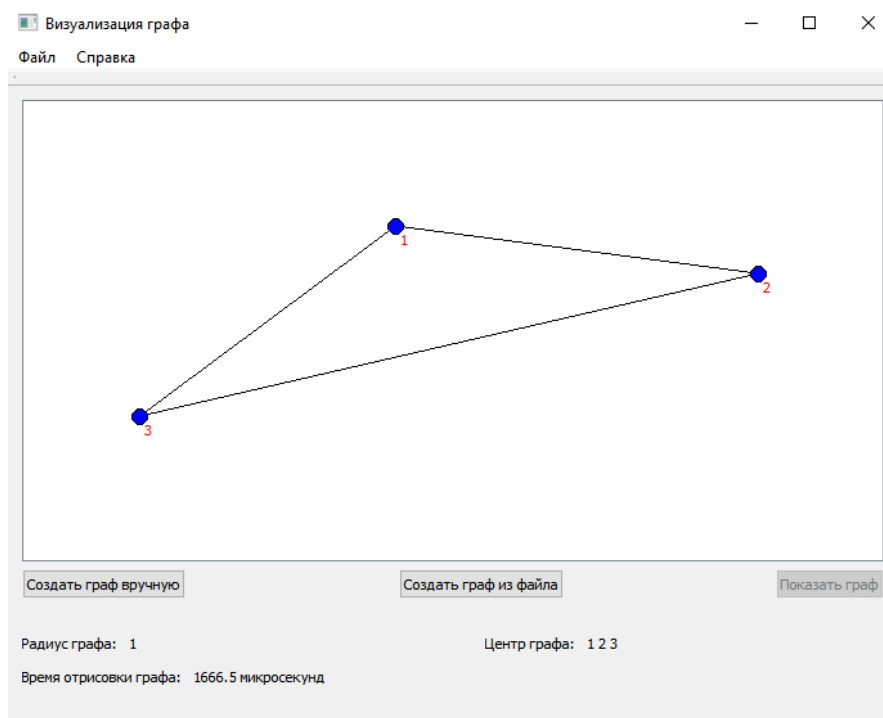 Визуализация графа
Файл Справка
1
2
3
Создать граф вручную Создать граф из файла Показать граф
Радиус графа: 1 Центр графа: 1 2 3
Время отрисовки графа: 1666.5 микросекунд